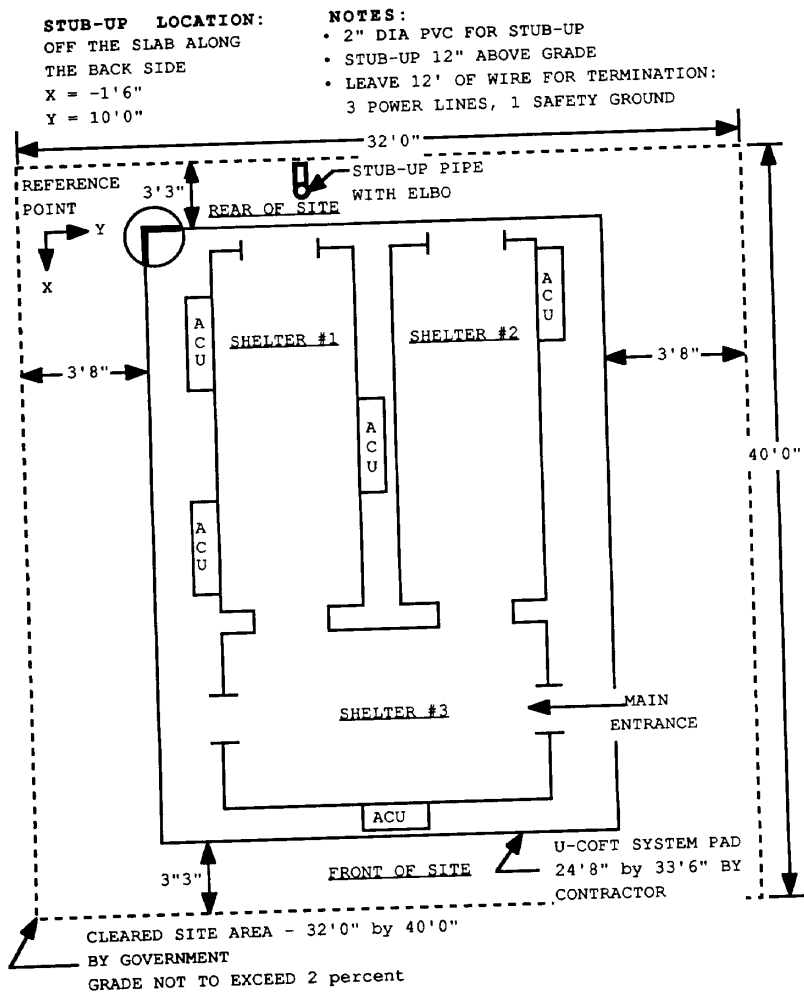 STUB-UP LOCATION:
OFF THE SLAB ALONG
THE BACK SIDE
X = -1'6"
Y = 10'0"
NOTES:
• 2" DIA PVC FOR STUB-UP
• STUB-UP 12" ABOVE GRADE
• LEAVE 12' OF WIRE FOR TERMINATION:
3 POWER LINES, 1 SAFETY GROUND
32'0"
REFERENCE
POINT
3'3"
STUB-UP PIPE
WITH ELBO
REAR OF SITE
Y
X
ACU
SHELTER #1
SHELTER #2
ACU
3'8"
3'8"
ACU
40'0"
ACU
SHELTER #3
MAIN
ENTRANCE
ACU
3"3"
FRONT OF SITE
U-COFT SYSTEM PAD
24'8" by 33'6" BY
CONTRACTOR
CLEARED SITE AREA - 32'0" by 40'0"
BY GOVERNMENT
GRADE NOT TO EXCEED 2 percent